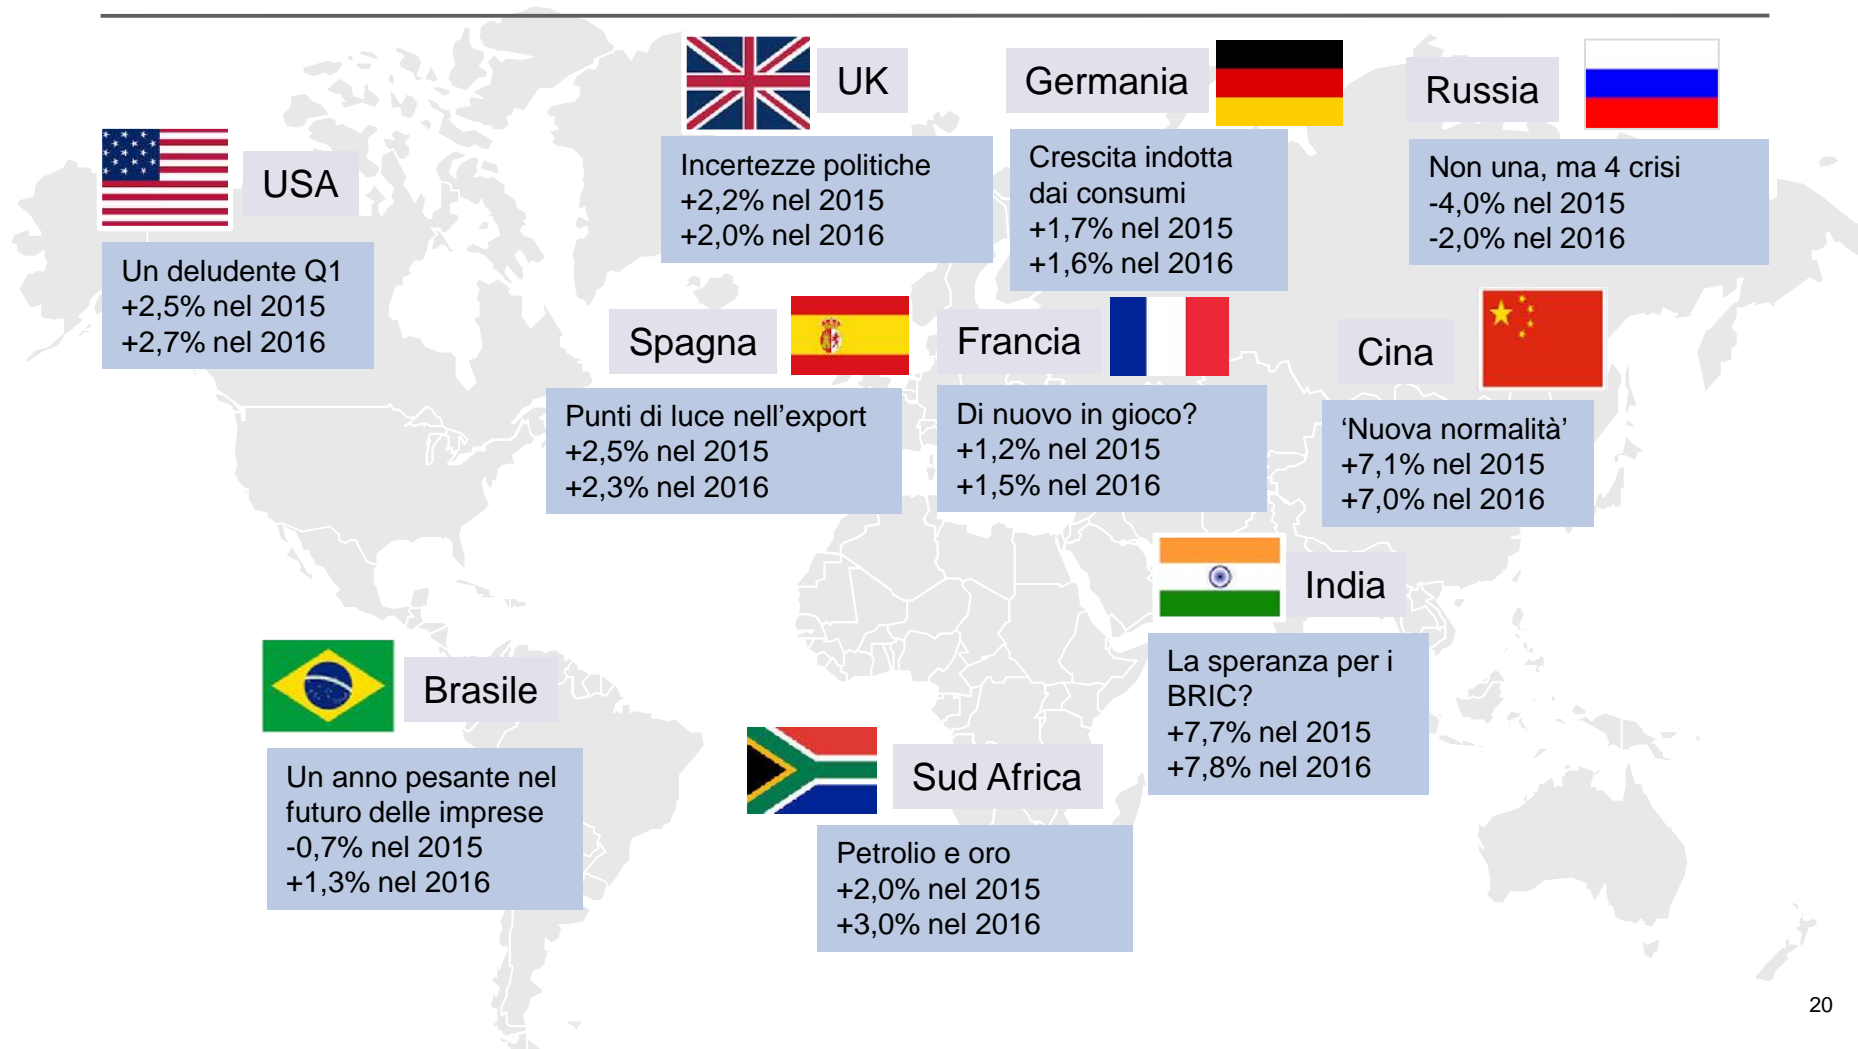 USA
Un deludente Q1
+2,5% nel 2015
+2,7% nel 2016
UK
Incertezze politiche
+2,2% nel 2015
+2,0% nel 2016
Germania
Crescita indotta
dai consumi
+1,7% nel 2015
+1,6% nel 2016
Russia
Non una, ma 4 crisi
-4,0% nel 2015
-2,0% nel 2016
Spagna
Punti di luce nell’export
+2,5% nel 2015
+2,3% nel 2016
Francia
Di nuovo in gioco?
+1,2% nel 2015
+1,5% nel 2016
Cina
‘Nuova normalità’
+7,1% nel 2015
+7,0% nel 2016
India
La speranza per i
BRIC?
+7,7% nel 2015
+7,8% nel 2016
Brasile
Un anno pesante nel
futuro delle imprese
-0,7% nel 2015
+1,3% nel 2016
Sud Africa
Petrolio e oro
+2,0% nel 2015
+3,0% nel 2016
20